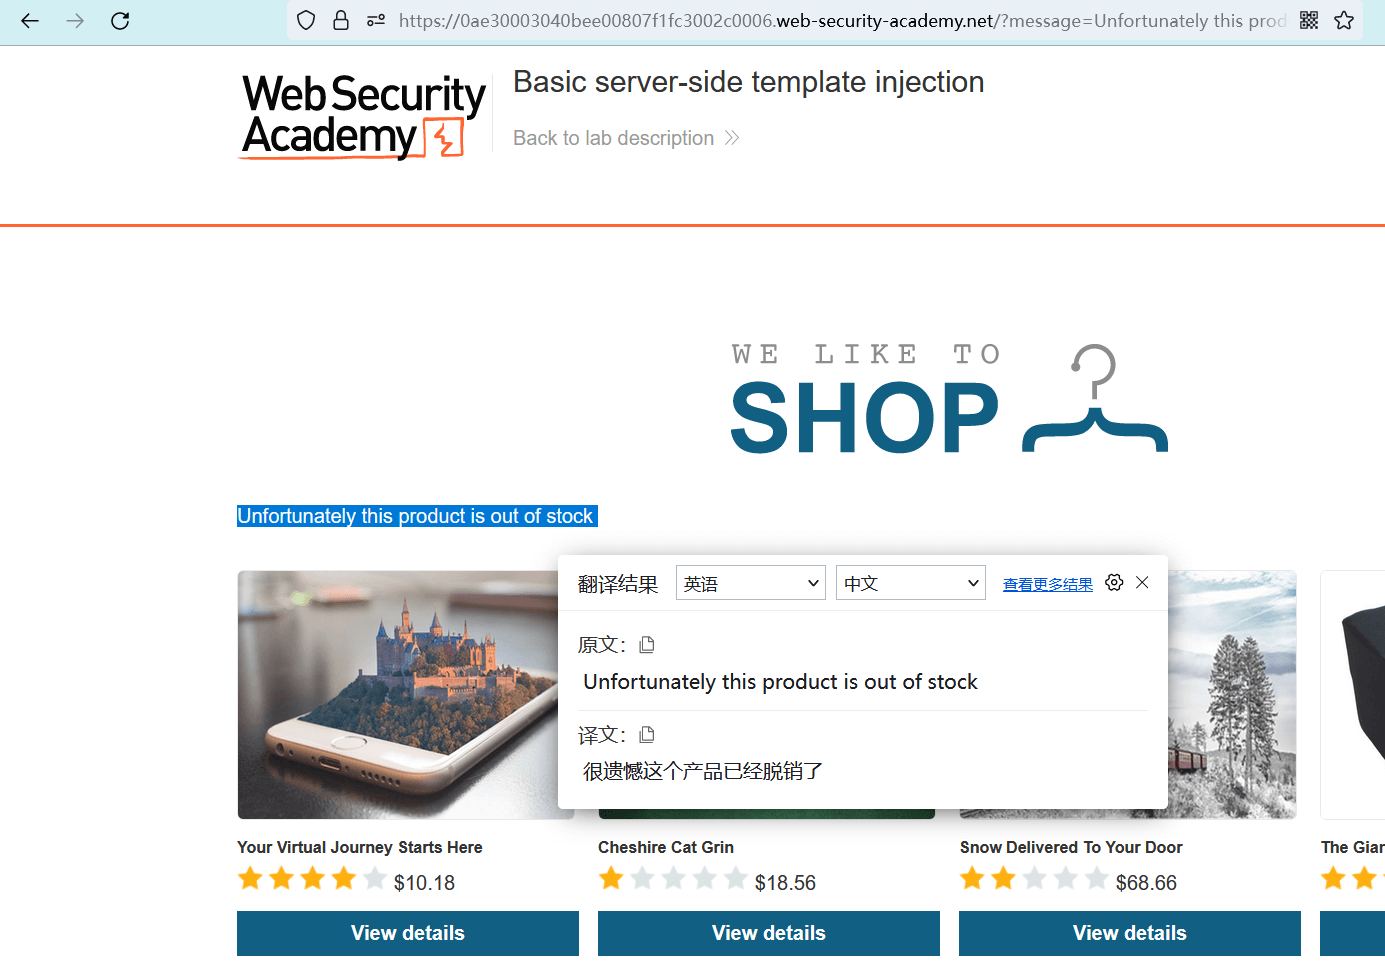 https://0ae30003040bee00807f1fc3002c0006.web-security-academy.net/?message=Unfortunately this prod
Web Security
Academy
Basic server-side template injection
Back to lab description
WE LIKE TO
SHOP
Unfortunately this product is out of stock
翻译结果 英语 中文 查看更多结果
原文：
Unfortunately this product is out of stock
译文：
很遗憾这个产品已经脱销了
Your Virtual Journey Starts Here
$10.18
View details
Cheshire Cat Grin
$18.56
View details
Snow Delivered To Your Door
$68.66
View details
The Gian